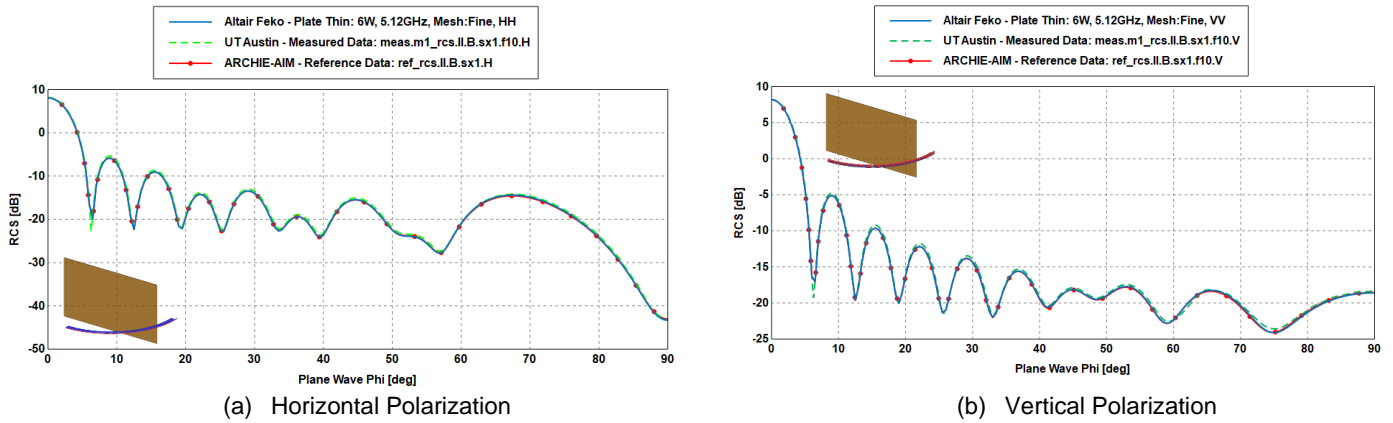 Altair Feko - Plate Thin: 6W, 5.12GHz, Mesh:Fine, HH
UT Austin - Measured Data: meas.m1_rcs.II.B.sx1.f10.H
ARCHIE-AIM - Reference Data: ref_rcs.II.B.sx1.H
10
0
-10
-20
-30
-40
-50
RCS [dB]
0 10 20 30 40 50 60 70 80 90
Plane Wave Phi [deg]
(a) Horizontal Polarization
Altair Feko - Plate Thin: 6W, 5.12GHz, Mesh:Fine, VV
UT Austin - Measured Data: meas.m1_rcs.II.B.sx1.f10.V
ARCHIE-AIM - Reference Data: ref_rcs.II.B.sx1.f10.V
10
5
0
-5
-10
-15
-20
-25
RCS [dB]
0 10 20 30 40 50 60 70 80 90
Plane Wave Phi [deg]
(b) Vertical Polarization